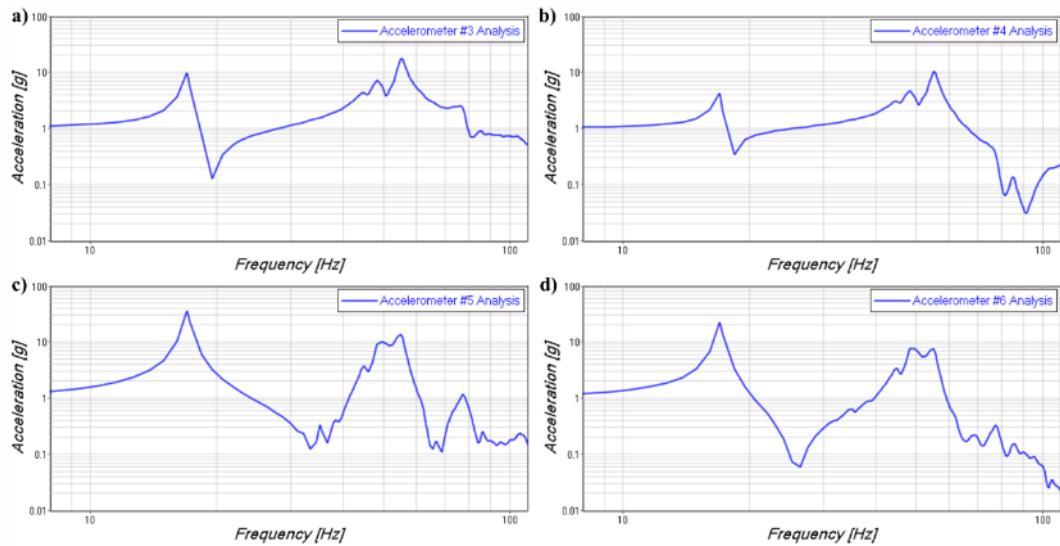 a)
100
10
1
0.1
0.01
Acceleration [g]
Accelerometer #3 Analysis
10
100
Frequency [Hz]
b)
100
10
1
0.1
0.01
Acceleration [g]
Accelerometer #4 Analysis
10
100
Frequency [Hz]
c)
100
10
1
0.1
0.01
Acceleration [g]
Accelerometer #5 Analysis
10
100
Frequency [Hz]
d)
100
10
1
0.1
0.01
Acceleration [g]
Accelerometer #6 Analysis
10
100
Frequency [Hz]